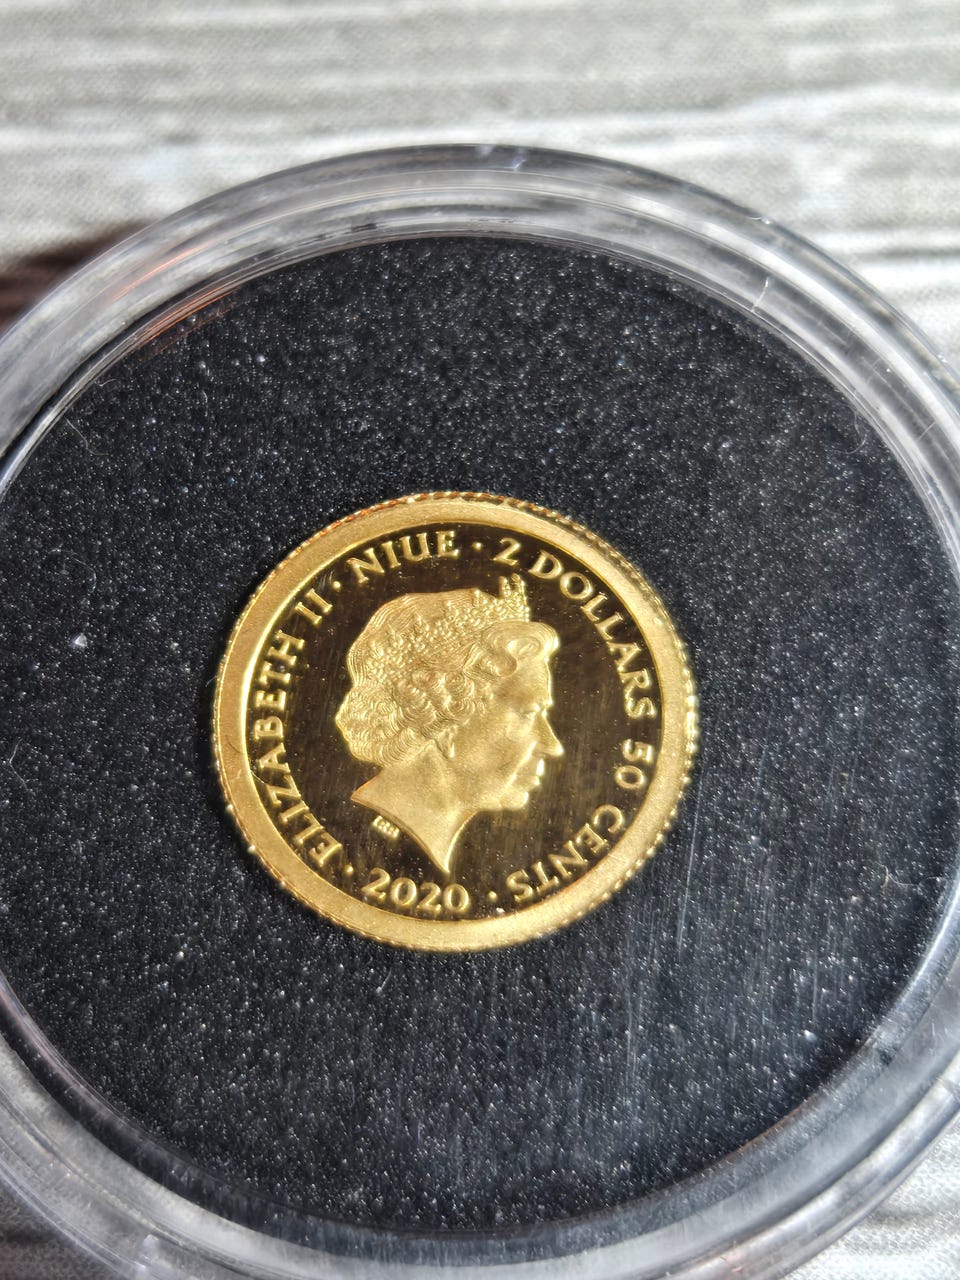 ELIZABETH II · NIUE · 2 DOLLARS 50 CENTS · 2020 ·